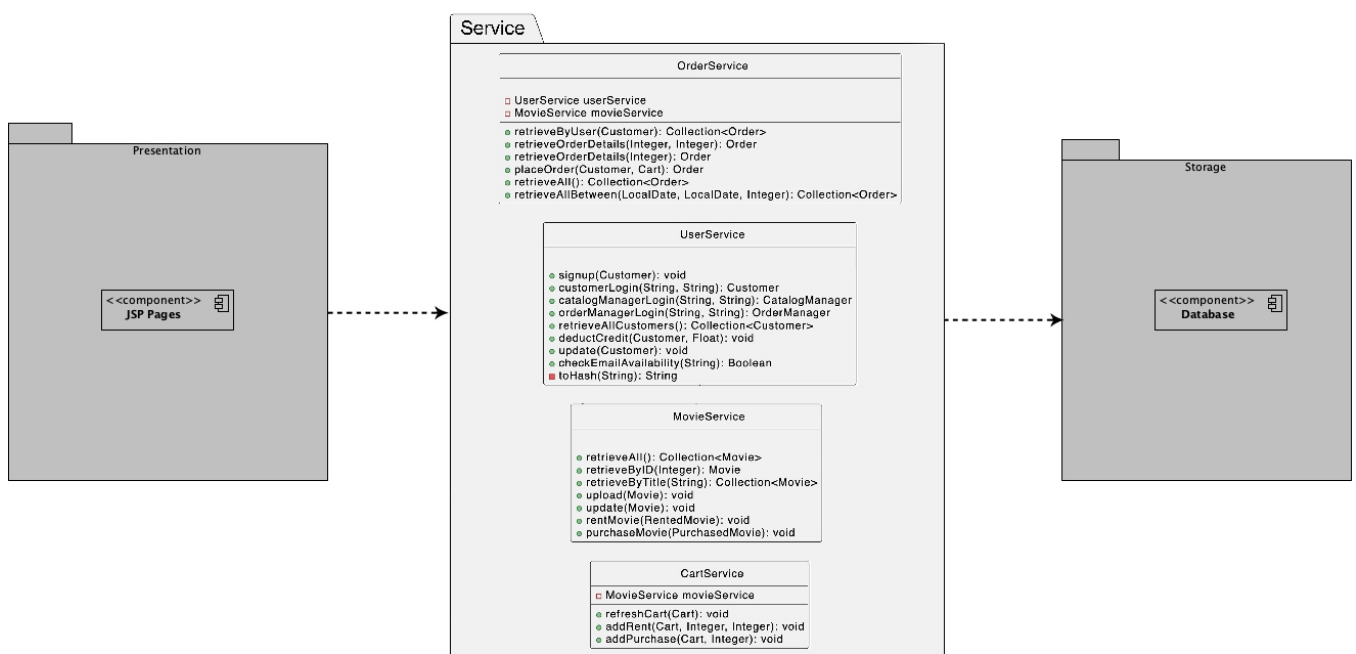 Service
OrderService
UserService userService
MovieService movieService
retrieveByUser(Customer): Collection<Order>
retrieveOrderDetails(Integer, Integer): Order
retrieveOrderDetails(Integer): Order
placeOrder(Customer, Cart): Order
retrieveAll(): Collection<Order>
retrieveAllBetween(LocalDate, LocalDate, Integer): Collection<Order>
Presentation
<<component>>
JSP Pages
UserService
signup(Customer): void
customerLogin(String, String): Customer
catalogManagerLogin(String, String): CatalogManager
orderManagerLogin(String, String): OrderManager
retrieveAllCustomers(): Collection<Customer>
deductCredit(Customer, Float): void
update(Customer): void
checkEmailAvailability(String): Boolean
toHash(String): String
MovieService
retrieveAll(): Collection<Movie>
retrieveByID(Integer): Movie
retrieveByTitle(String): Collection<Movie>
upload(Movie): void
update(Movie): void
rentMovie(RentedMovie): void
purchaseMovie(PurchasedMovie): void
CartService
MovieService movieService
refreshCart(Cart): void
addRent(Cart, Integer, Integer): void
addPurchase(Cart, Integer): void
Storage
<<component>>
Database